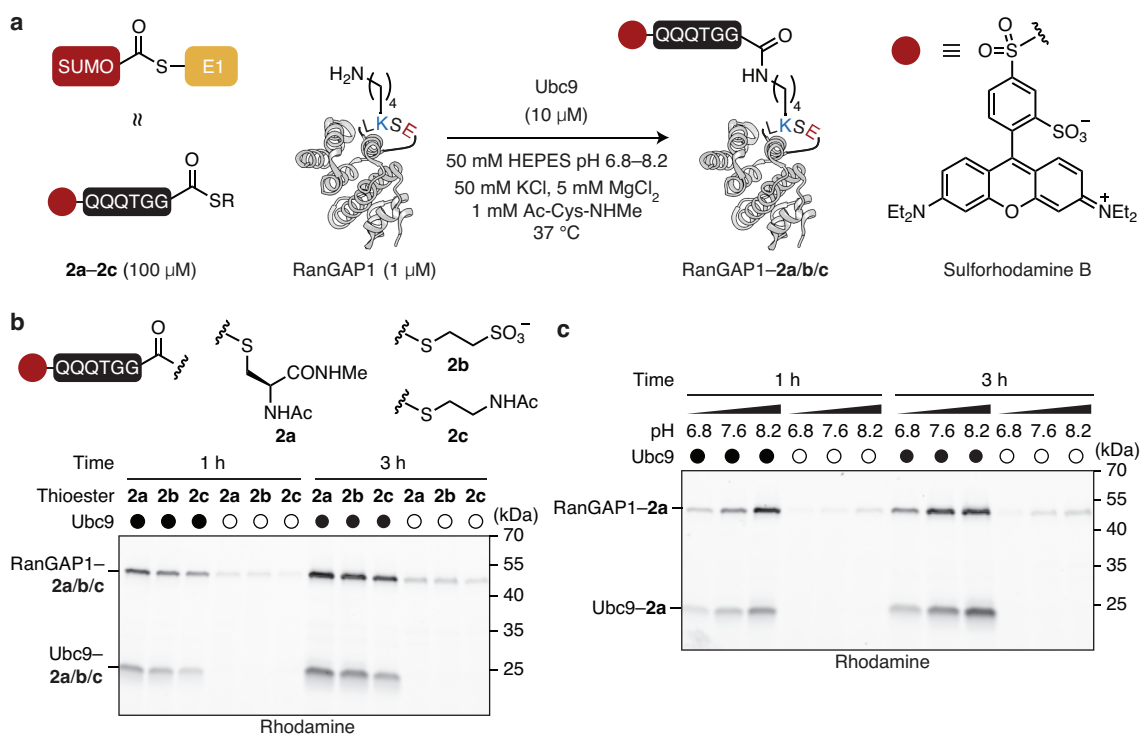 a
SUMO
O
S
E1
≈
QQQTGG
O
SR
2a–2c (100 μM)
H2N
( )4
LKSE
RanGAP1 (1 μM)
Ubc9
(10 μM)
50 mM HEPES pH 6.8–8.2
50 mM KCl, 5 mM MgCl2
1 mM Ac-Cys-NHMe
37 °C
QQQTGG
O
HN
( )4
LKSE
RanGAP1–2a/b/c
≡
O=S
O
SO3−
Et2N
O
+NEt2
Sulforhodamine B
b
QQQTGG
O
S
CONHMe
NHAc
2a
S
SO3−
2b
S
NHAc
2c
Time 1 h 3 h
Thioester 2a 2b 2c 2a 2b 2c 2a 2b 2c 2a 2b 2c
Ubc9
(kDa)
70
55
40
35
25
RanGAP1–
2a/b/c
Ubc9–
2a/b/c
Rhodamine
c
Time 1 h 3 h
pH 6.8 7.6 8.2 6.8 7.6 8.2 6.8 7.6 8.2 6.8 7.6 8.2
Ubc9
(kDa)
70
55
40
35
25
RanGAP1–2a
Ubc9–2a
Rhodamine